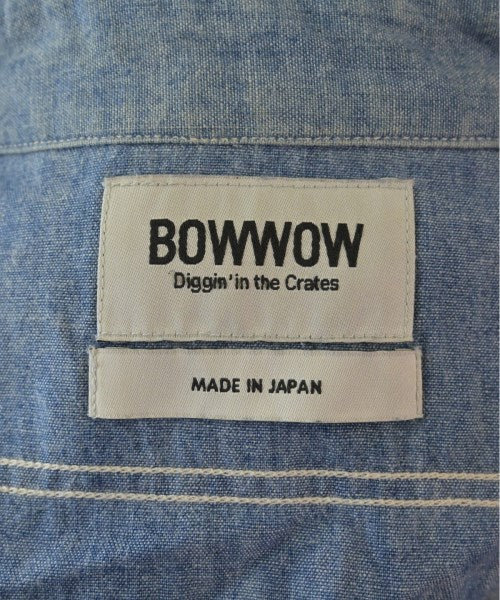 BOWWOW
Diggin' in the Crates
MADE IN JAPAN